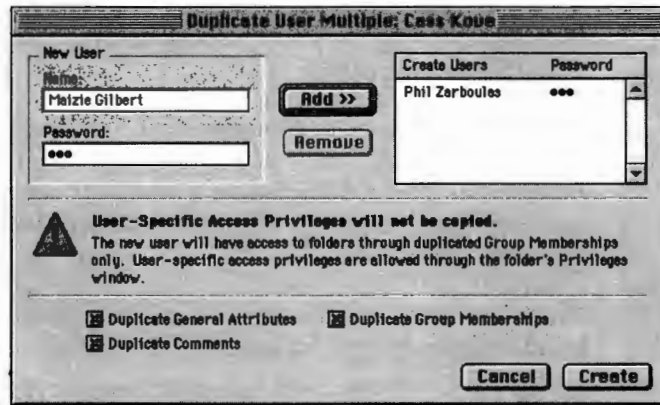 Duplicate User Multiple: Cass Kove
New User
Name:
Maizie Gilbert
Password:
•••
Add >>
Remove
Create Users Password
Phil Zarboulas •••
User-Specific Access Privileges will not be copied.
The new user will have access to folders through duplicated Group Memberships
only. User-specific access privileges are allowed through the folder's Privileges
window.
Duplicate General Attributes Duplicate Group Memberships
Duplicate Comments
Cancel Create